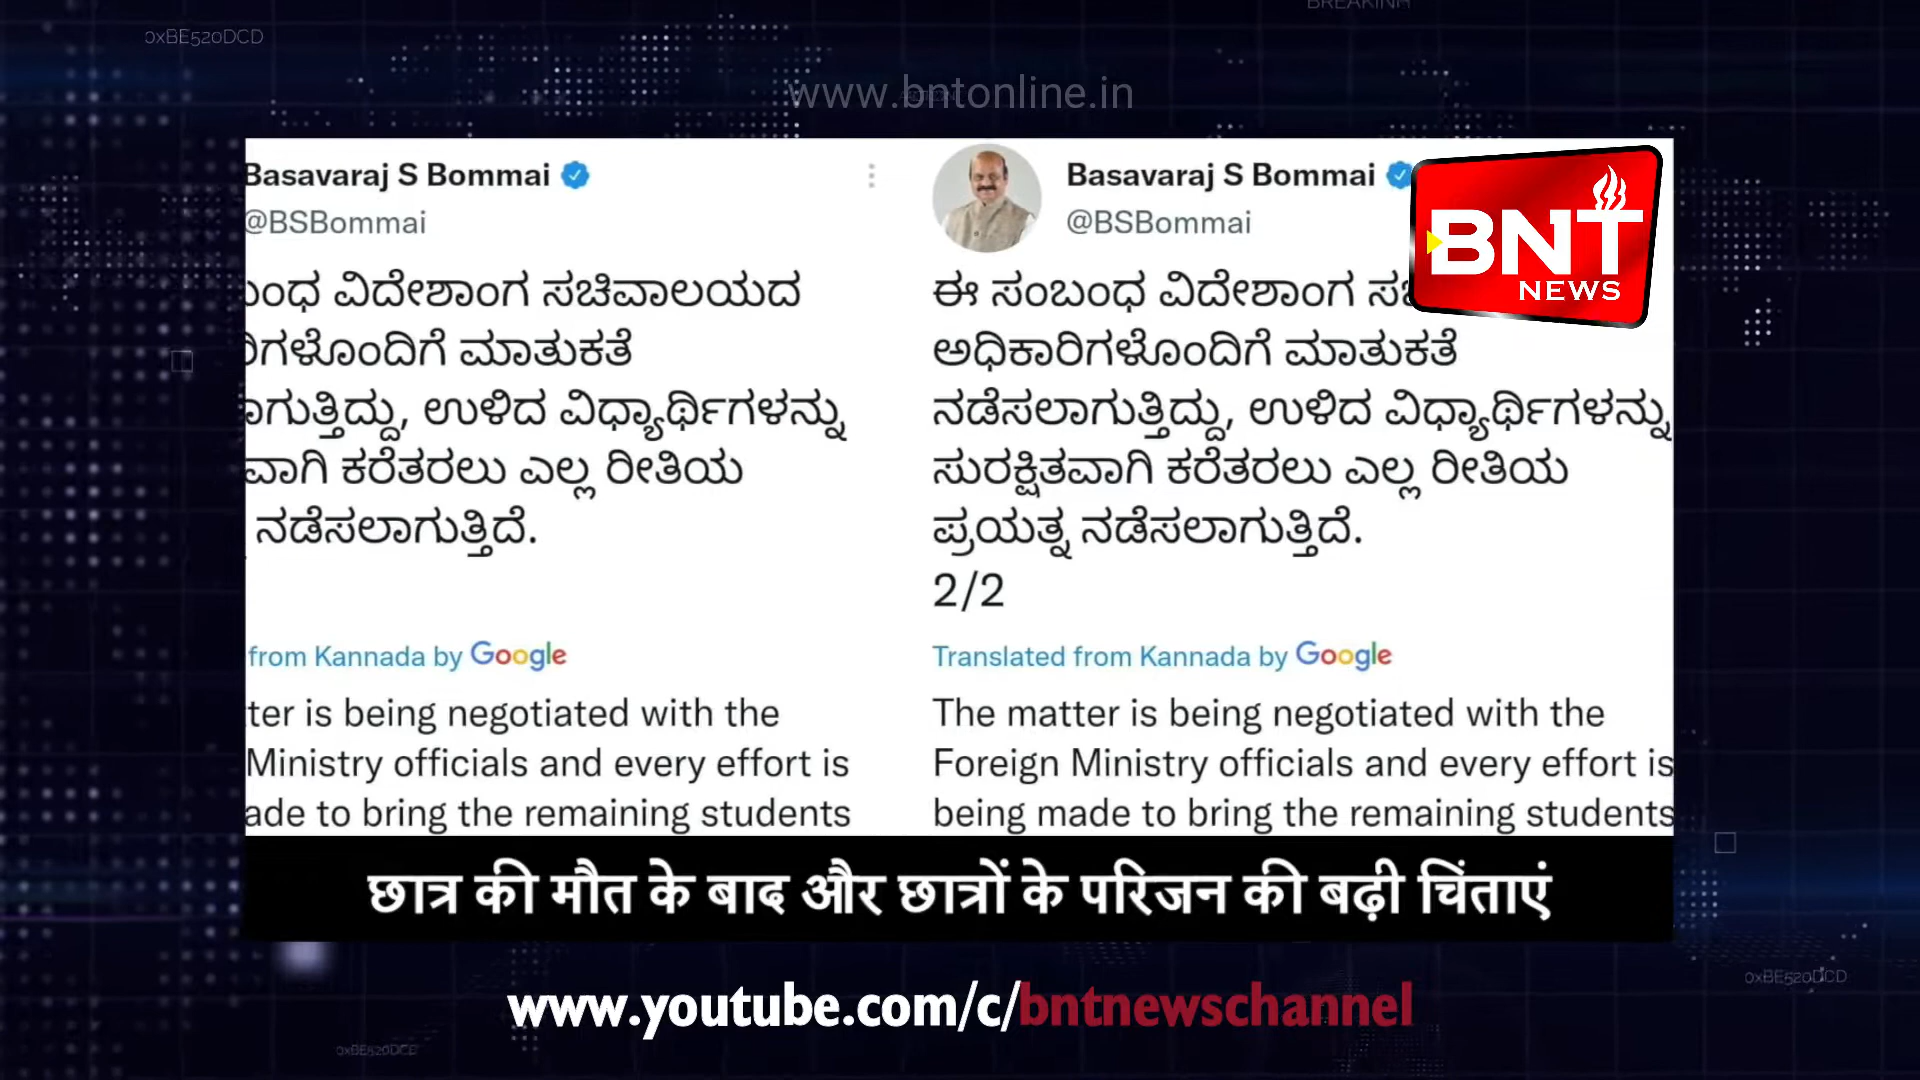 BREAKING
0xBE520DCD
www.bntonline.in
Basavaraj S Bommai
@BSBommai
ಸಂಬಂಧ ವಿದೇಶಾಂಗ ಸಚಿವಾಲಯದ
ರಿಗಳೊಂದಿಗೆ ಮಾತುಕತೆ
ಾಗುತ್ತಿದ್ದು, ಉಳಿದ ವಿಧ್ಯಾರ್ಥಿಗಳನ್ನು
ವಾಗಿ ಕರೆತರಲು ಎಲ್ಲ ರೀತಿಯ
ನಡೆಸಲಾಗುತ್ತಿದೆ.
from Kannada by Google
ter is being negotiated with the
Ministry officials and every effort is
ade to bring the remaining students
Basavaraj S Bommai
@BSBommai
ಈ ಸಂಬಂಧ ವಿದೇಶಾಂಗ ಸಚ
ಅಧಿಕಾರಿಗಳೊಂದಿಗೆ ಮಾತುಕತೆ
ನಡೆಸಲಾಗುತ್ತಿದ್ದು, ಉಳಿದ ವಿಧ್ಯಾರ್ಥಿಗಳನ್ನು
ಸುರಕ್ಷಿತವಾಗಿ ಕರೆತರಲು ಎಲ್ಲ ರೀತಿಯ
ಪ್ರಯತ್ನ ನಡೆಸಲಾಗುತ್ತಿದೆ.
2/2
Translated from Kannada by Google
The matter is being negotiated with the
Foreign Ministry officials and every effort is
being made to bring the remaining students
BNT
NEWS
छात्र की मौत के बाद और छात्रों के परिजन की बढ़ी चिंताएं
0xBE520DCD
www.youtube.com/c/bntnewschannel
0xBE520DCD